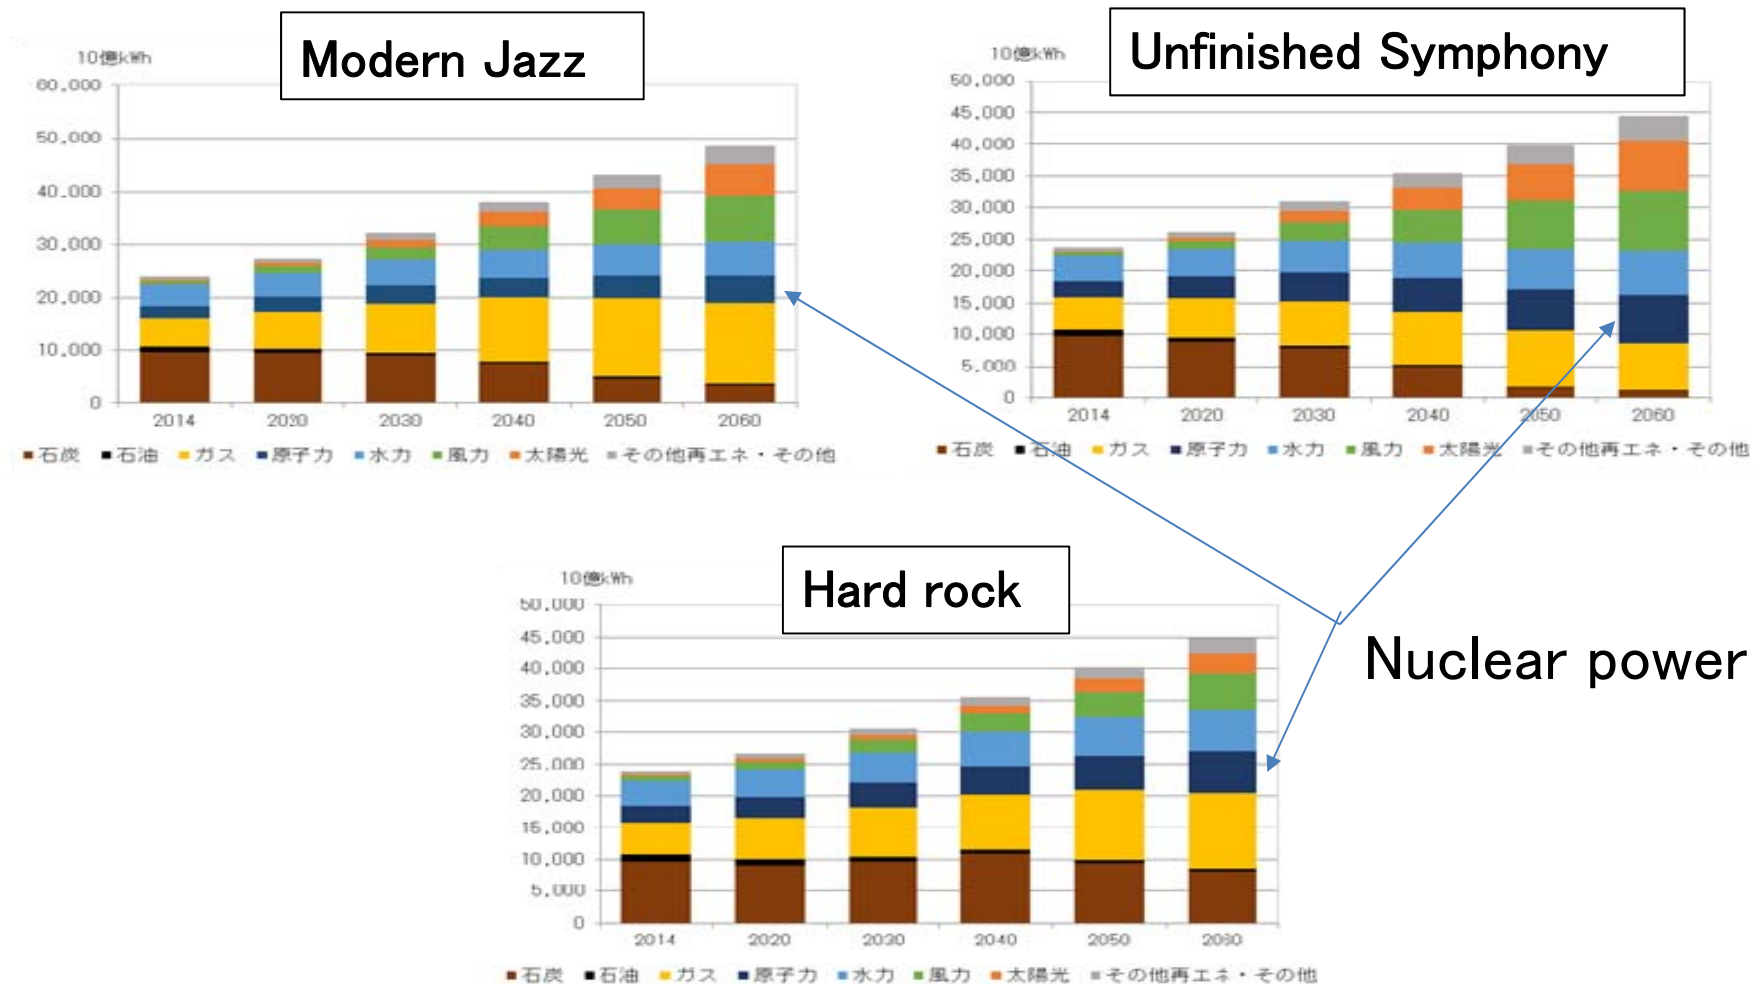 Modern Jazz
10億kWh
60,000
50,000
40,000
30,000
20,000
10,000
0
2014 2020 2030 2040 2050 2060
石炭 石油 ガス 原子力 水力 風力 太陽光 その他再エネ・その他
Unfinished Symphony
10億kWh
50,000
45,000
40,000
35,000
30,000
25,000
20,000
15,000
10,000
5,000
0
2014 2020 2030 2040 2050 2060
石炭 石油 ガス 原子力 水力 風力 太陽光 その他再エネ・その他
Hard rock
10億kWh
50,000
45,000
40,000
35,000
30,000
25,000
20,000
15,000
10,000
5,000
0
2014 2020 2030 2040 2050 2060
石炭 石油 ガス 原子力 水力 風力 太陽光 その他再エネ・その他
Nuclear power